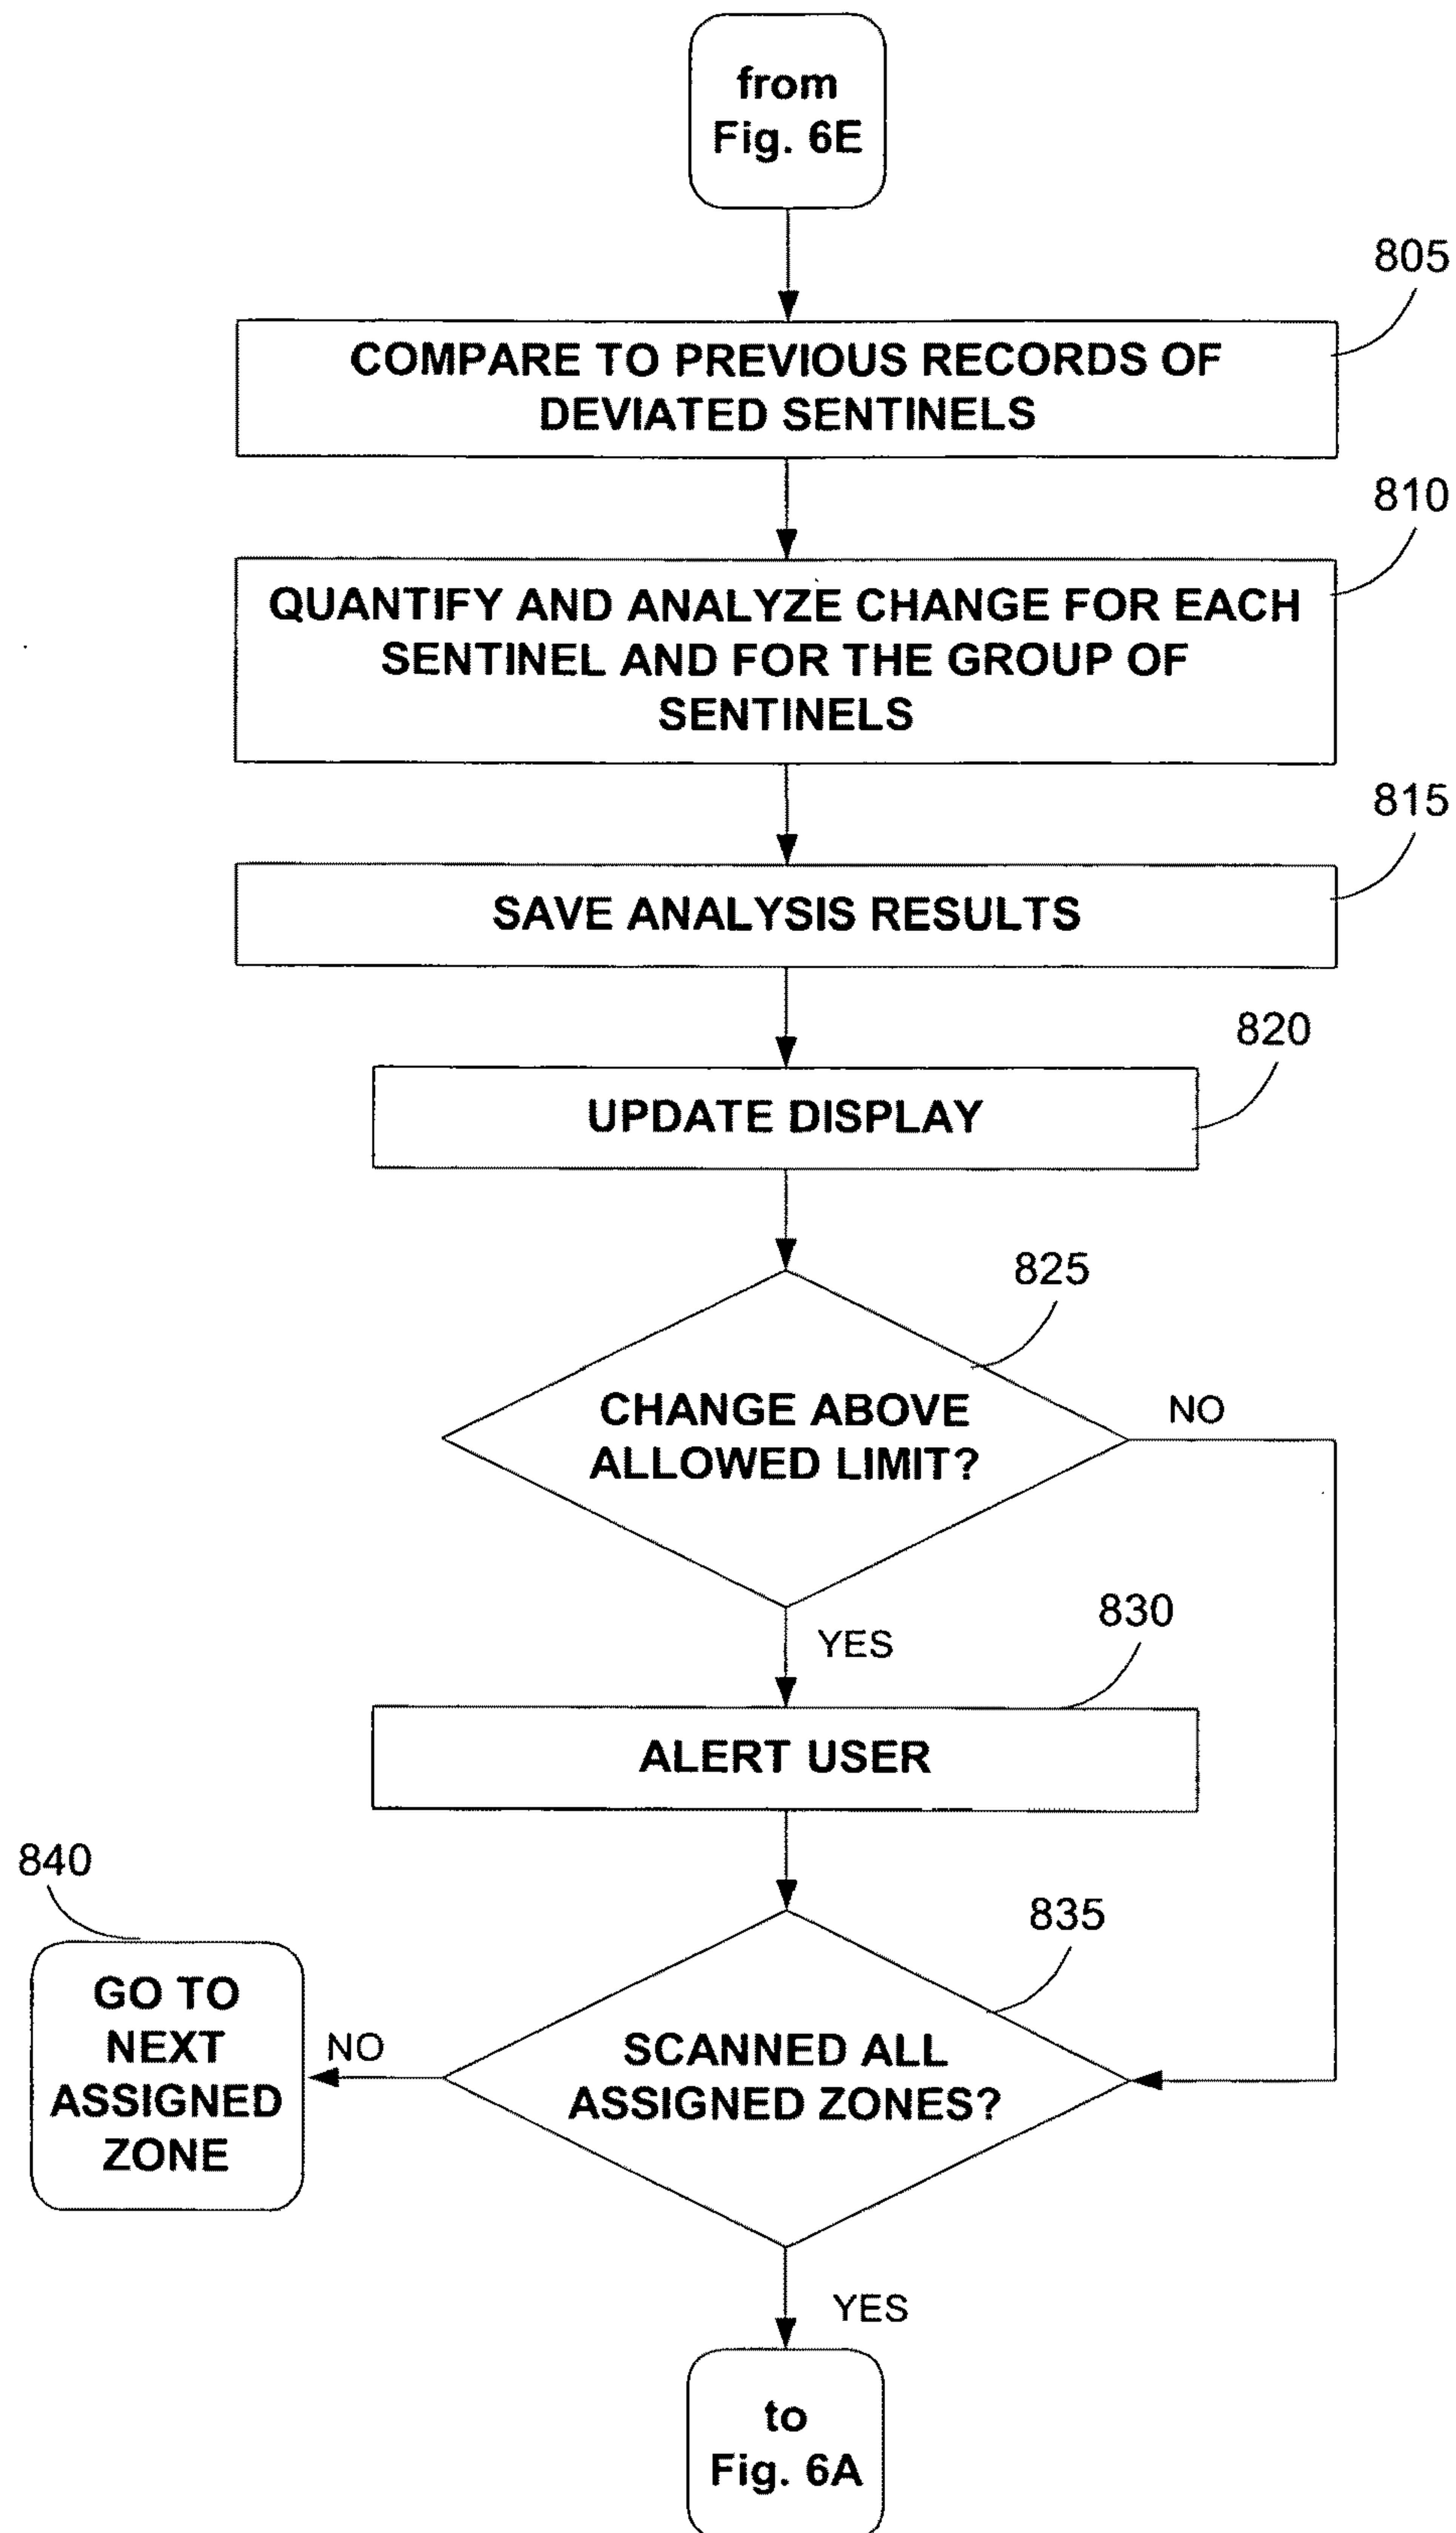 from
Fig. 6E
805
COMPARE TO PREVIOUS RECORDS OF
DEVIATED SENTINELS
810
QUANTIFY AND ANALYZE CHANGE FOR EACH
SENTINEL AND FOR THE GROUP OF
SENTINELS
815
SAVE ANALYSIS RESULTS
820
UPDATE DISPLAY
825
CHANGE ABOVE
ALLOWED LIMIT?
NO
YES
830
ALERT USER
840
GO TO
NEXT
ASSIGNED
ZONE
NO
835
SCANNED ALL
ASSIGNED ZONES?
YES
to
Fig. 6A